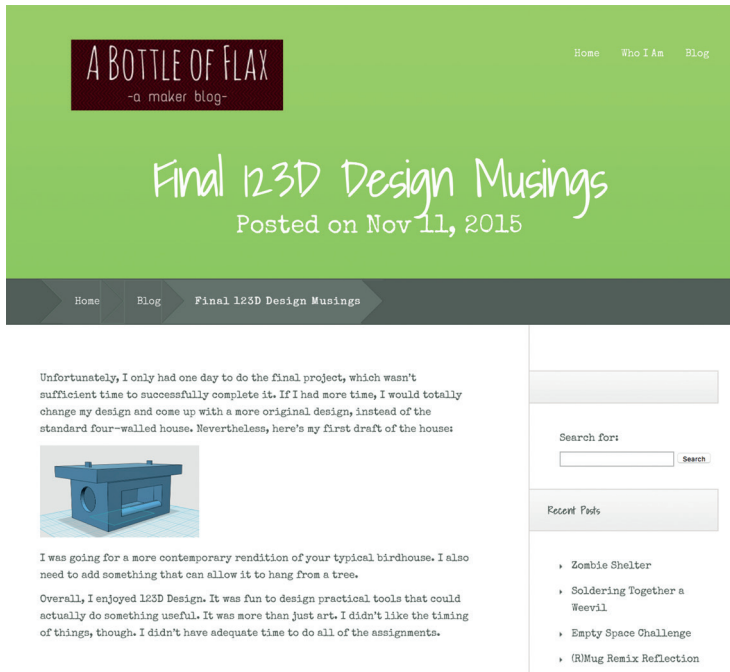 A BOTTLE OF FLAX
-a maker blog-
Home Who I Am Blog
Final 123D Design Musings
Posted on Nov 11, 2015
Home Blog Final 123D Design Musings
Unfortunately, I only had one day to do the final project, which wasn't
sufficient time to successfully complete it. If I had more time, I would totally
change my design and come up with a more original design, instead of the
standard four-walled house. Nevertheless, here's my first draft of the house:
I was going for a more contemporary rendition of your typical birdhouse. I also
need to add something that can allow it to hang from a tree.
Overall, I enjoyed 123D Design. It was fun to design practical tools that could
actually do something useful. It was more than just art. I didn't like the timing
of things, though. I didn't have adequate time to do all of the assignments.
Search for:
Search
Recent Posts
Zombie Shelter
Soldering Together a
Weevil
Empty Space Challenge
(R)Mug Remix Reflection